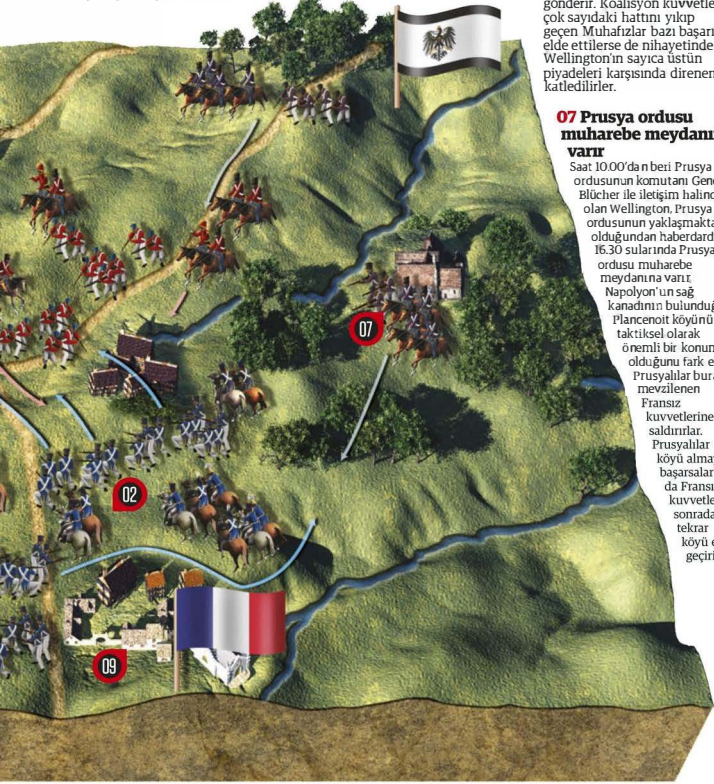 gönderir. Koalisyon kuvvetle
çok sayıdaki hattını yıkıp
geçen Muhafızlar bazı başarı
elde ettilerse de nihayetinde
Wellington'ın sayıca üstün
piyadeleri karşısında direnen
katledilirler.
07 Prusya ordusu
muharebe meydanı
varır
Saat 10.00'dan beri Prusya
ordusunun komutanı Gen
Blücher ile iletişim halind
olan Wellington, Prusya
ordusunun yaklaşmakta
olduğundan haberdard
16.30 sularında Prusya
ordusu muharebe
meydanına varır.
Napolyon'un sağ
kanadının bulunduğ
Plancenoit köyünü
taktiksel olarak
önemli bir konum
olduğunu fark e
Prusyalılar bura
mevzilenen
Fransız
kuvvetlerine
saldırırlar.
Prusyalılar
köyü alma
başarsalar
da Fransı
kuvvetle
sonrada
tekrar
köyü e
geçiri
07
02
09